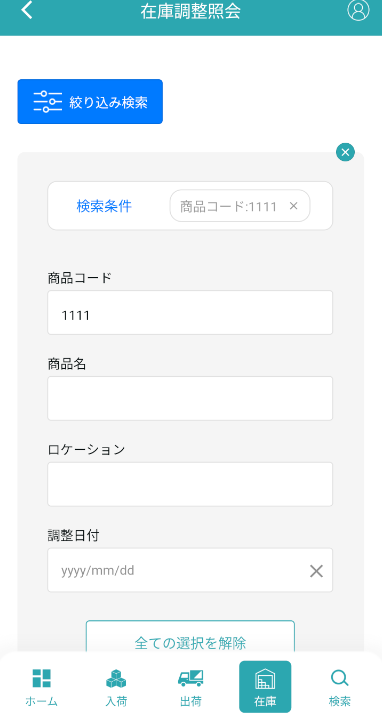 在庫調整照会
絞り込み検索
検索条件
商品コード:1111 ×
商品コード
1111
商品名
ロケーション
調整日付
yyyy/mm/dd
全ての選択を解除
ホーム
入荷
出荷
在庫
検索